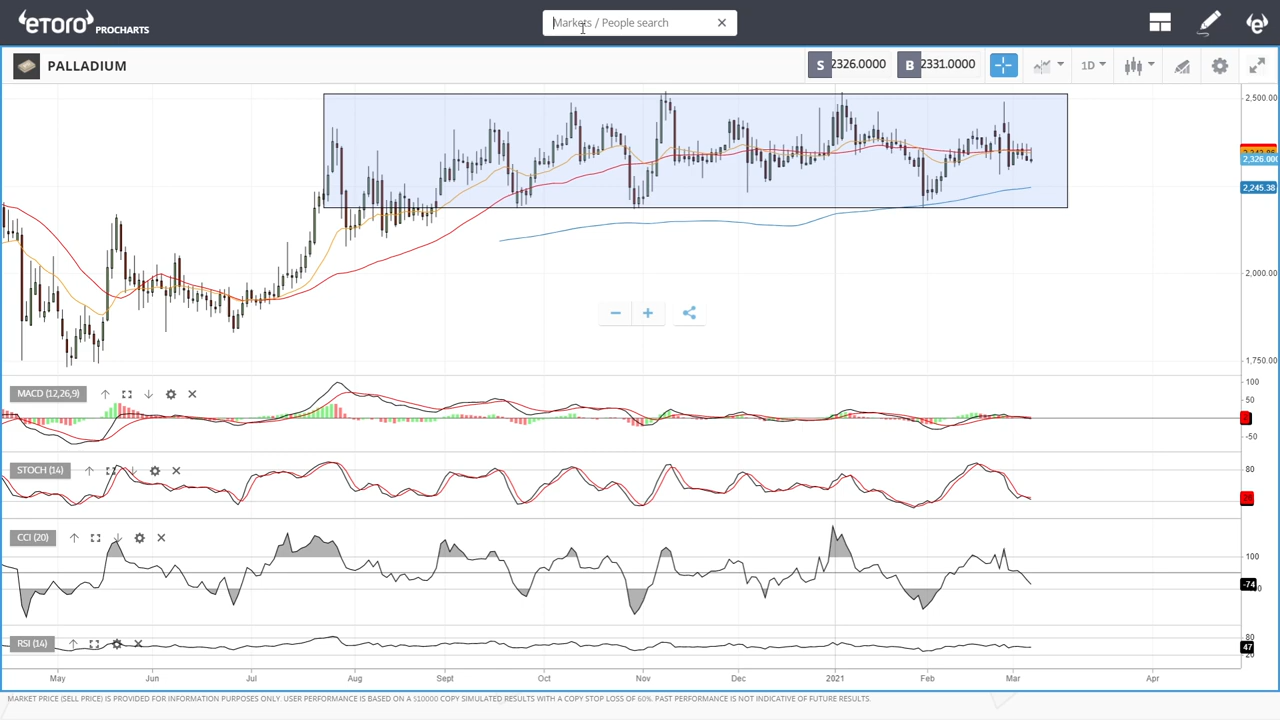 eToro PROCHARTS
Markets / People search
PALLADIUM
S 2326.0000 B 2331.0000
1D
2,500.00
2,326.000
2,245.38
2,000.00
1,750.00
MACD (12,26,9)
100
50
-50
STOCH (14)
80
CCI (20)
100
-74
RSI (14)
80
47
20
May Jun Jul Aug Sept Oct Nov Dec 2021 Feb Mar Apr
MARKET PRICE (SELL PRICE) IS PROVIDED FOR INFORMATION PURPOSES ONLY. USER PERFORMANCE IS BASED ON A $10000 COPY SIMULATED RESULTS WITH A COPY STOP LOSS OF 60%. PAST PERFORMANCE IS NOT INDICATIVE OF FUTURE RESULTS.